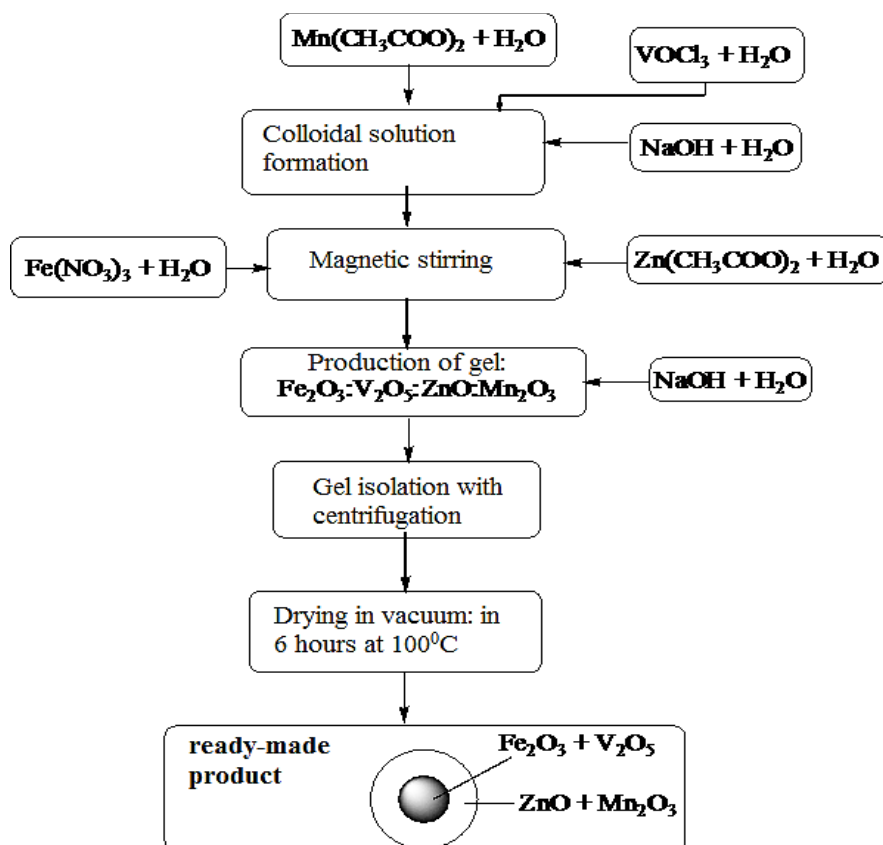 Mn(CH₃COO)₂ + H₂O
VOCl₃ + H₂O
Colloidal solution
formation
NaOH + H₂O
Fe(NO₃)₃ + H₂O
Magnetic stirring
Zn(CH₃COO)₂ + H₂O
Production of gel:
Fe₂O₃:V₂O₅:ZnO:Mn₂O₃
NaOH + H₂O
Gel isolation with
centrifugation
Drying in vacuum: in
6 hours at 100⁰C
ready-made
product
Fe₂O₃ + V₂O₅
ZnO + Mn₂O₃